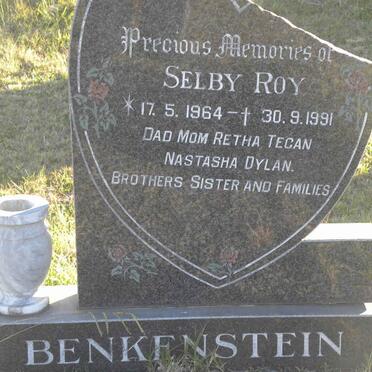 Precious Memories of
SELBY ROY
* 17. 5. 1964 - † 30. 9. 1991
DAD MOM RETHA TEGAN
NASTASHA DYLAN.
BROTHERS SISTER AND FAMILIES
BENKENSTEIN